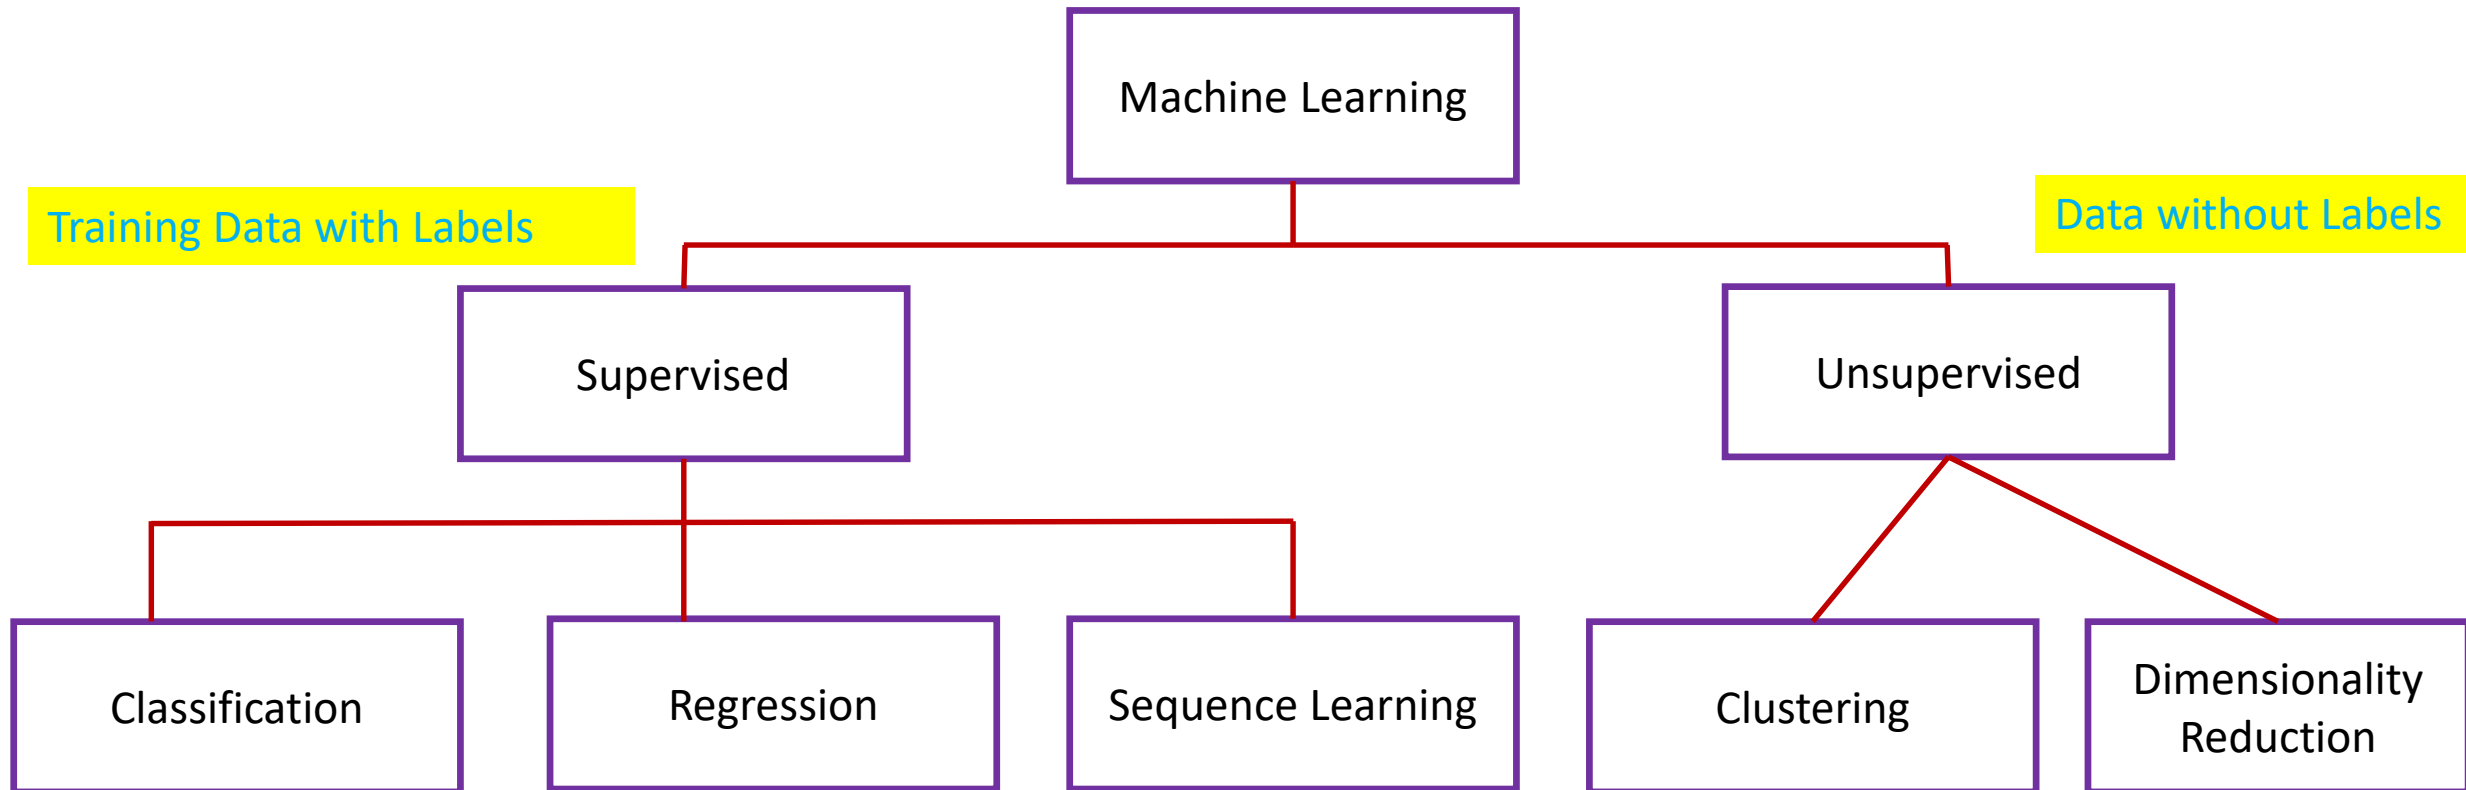 Machine Learning
Training Data with Labels
Data without Labels
Supervised
Unsupervised
Classification
Regression
Sequence Learning
Clustering
Dimensionality
Reduction